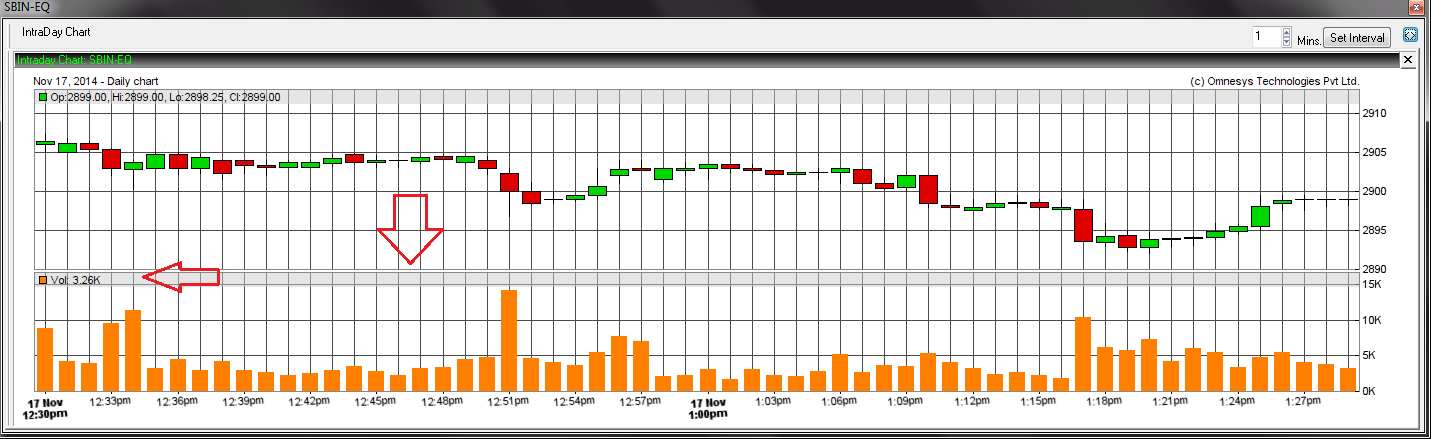 SBIN-EQ
IntraDay Chart
1 Mins. Set Interval
Intraday Chart: SBIN-EQ
Nov 17, 2014 - Daily chart (c) Omnesys Technologies Pvt Ltd.
Op:2899.00, Hi:2899.00, Lo:2898.25, Cl:2899.00
2910
2905
2900
2895
2890
Vol: 3.26K
15K
10K
5K
0K
17 Nov 12:33pm 12:36pm 12:39pm 12:42pm 12:45pm 12:48pm 12:51pm 12:54pm 12:57pm 17 Nov 1:03pm 1:06pm 1:09pm 1:12pm 1:15pm 1:18pm 1:21pm 1:24pm 1:27pm
12:30pm 1:00pm